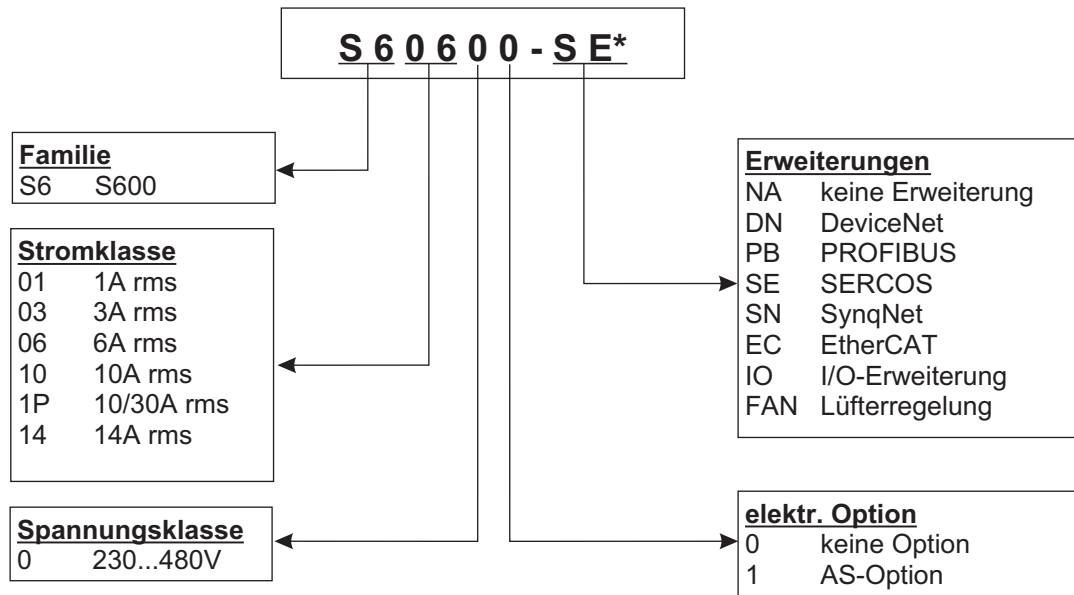 S 6 0 6 0 0 - S E*
Familie
S6 S600
Stromklasse
01 1A rms
03 3A rms
06 6A rms
10 10A rms
1P 10/30A rms
14 14A rms
Spannungsklasse
0 230...480V
Erweiterungen
NA keine Erweiterung
DN DeviceNet
PB PROFIBUS
SE SERCOS
SN SynqNet
EC EtherCAT
IO I/O-Erweiterung
FAN Lüfterregelung
elektr. Option
0 keine Option
1 AS-Option